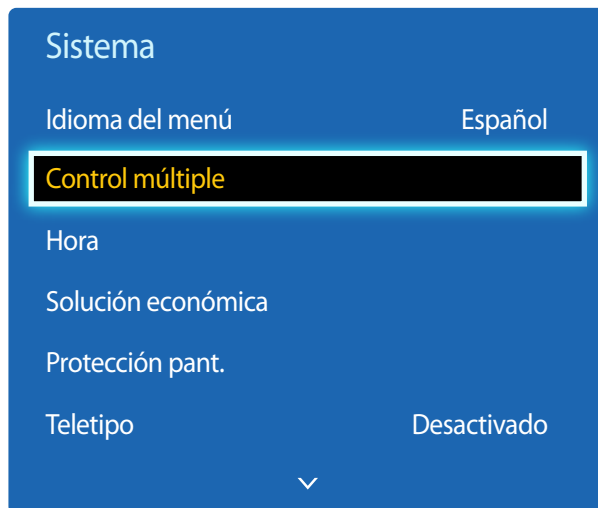 Sistema
Idioma del menú Español
Control múltiple
Hora
Solución económica
Protección pant.
Teletipo Desactivado